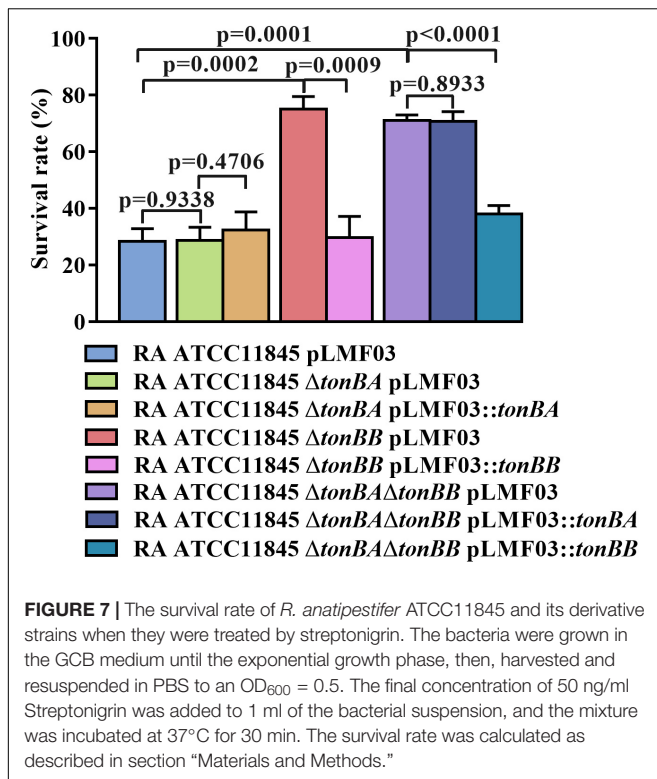 100
80
60
40
20
0
Survival rate (%)
p=0.0001
p<0.0001
p=0.0002
p=0.0009
p=0.8933
p=0.4706
p=0.9338
RA ATCC11845 pLMF03
RA ATCC11845 ΔtonBA pLMF03
RA ATCC11845 ΔtonBA pLMF03::tonBA
RA ATCC11845 ΔtonBB pLMF03
RA ATCC11845 ΔtonBB pLMF03::tonBB
RA ATCC11845 ΔtonBAΔtonBB pLMF03
RA ATCC11845 ΔtonBAΔtonBB pLMF03::tonBA
RA ATCC11845 ΔtonBAΔtonBB pLMF03::tonBB
FIGURE 7 | The survival rate of R. anatipestifer ATCC11845 and its derivative
strains when they were treated by streptonigrin. The bacteria were grown in
the GCB medium until the exponential growth phase, then, harvested and
resuspended in PBS to an OD600 = 0.5. The final concentration of 50 ng/ml
Streptonigrin was added to 1 ml of the bacterial suspension, and the mixture
was incubated at 37°C for 30 min. The survival rate was calculated as
described in section “Materials and Methods.”